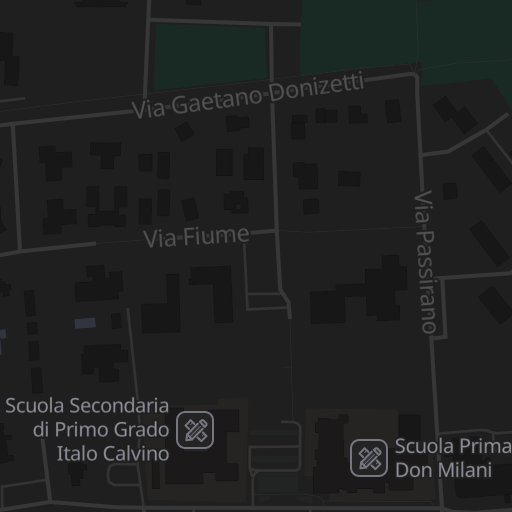 Via Gaetano Donizetti
Via Fiume
Via Passirano
Scuola Secondaria
di Primo Grado
Italo Calvino
Scuola Prima
Don Milani